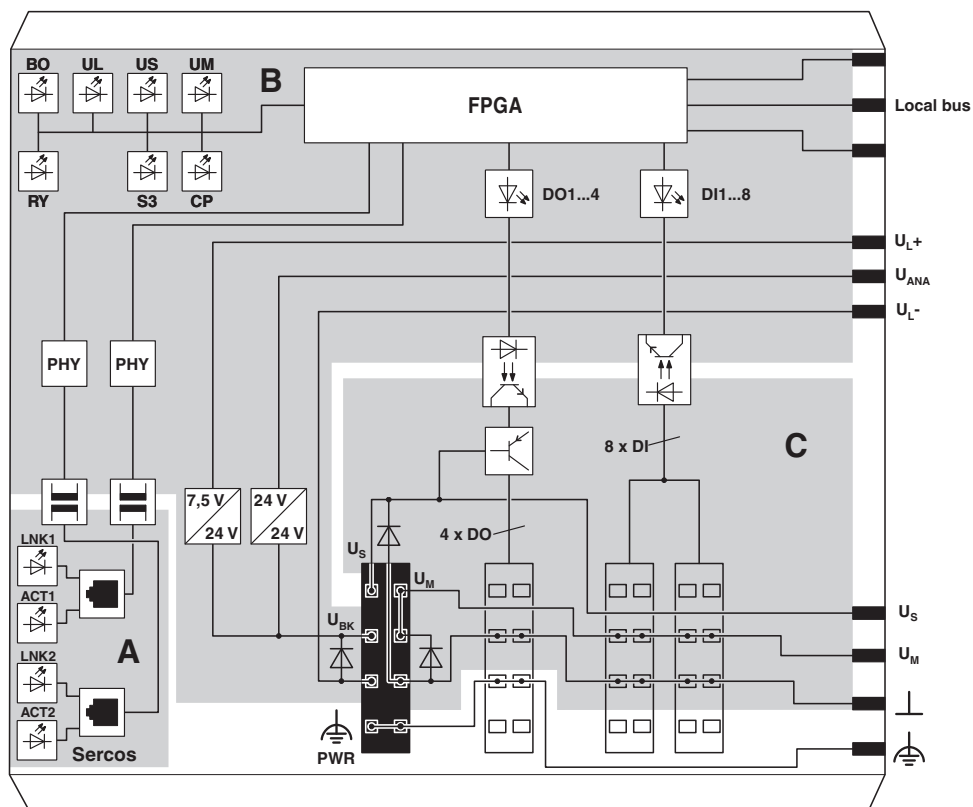 BO UL US UM
B
FPGA
Local bus
RY S3 CP
DO1...4
DI1...8
UL+
UANA
UL-
PHY PHY
8 x DI
C
7,5 V
24 V
24 V
24 V
4 x DO
LNK1
US
UM
ACT1
UBK
US
A
LNK2
UM
ACT2
Sercos
PWR